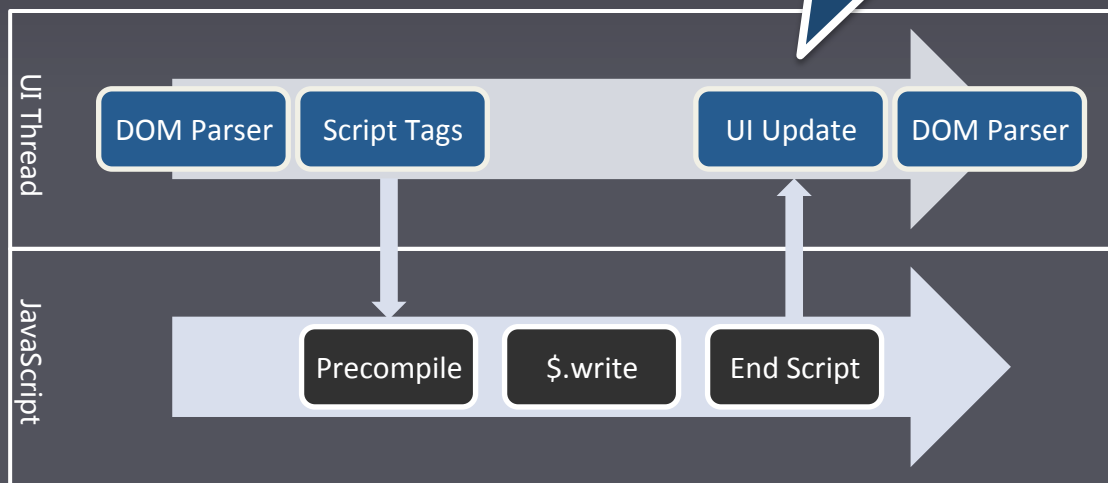 UI Thread
DOM Parser
Script Tags
UI Update
DOM Parser
JavaScript
Precompile
$.write
End Script